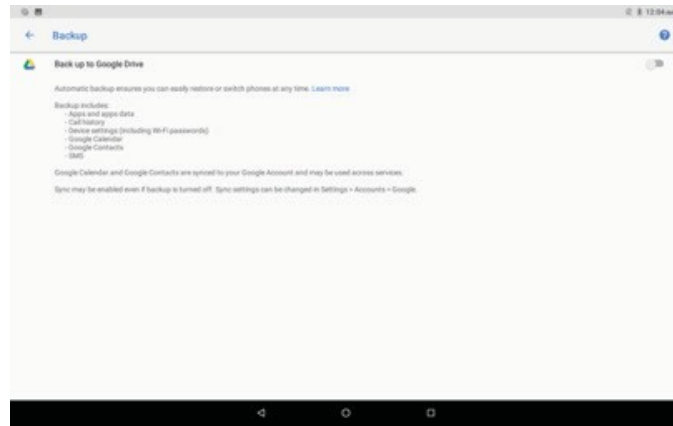 12:04 AM
Backup
Back up to Google Drive
Automatic backup ensures you can easily restore or switch phones at any time. Learn more
Backup includes:
- Apps and apps data
- Call history
- Device settings (including Wi-Fi passwords)
- Google Calendar
- Google Contacts
- SMS
Google Calendar and Google Contacts are synced to your Google Account and may be used across services.
Sync may be enabled even if backup is turned off. Sync settings can be changed in Settings > Accounts > Google.